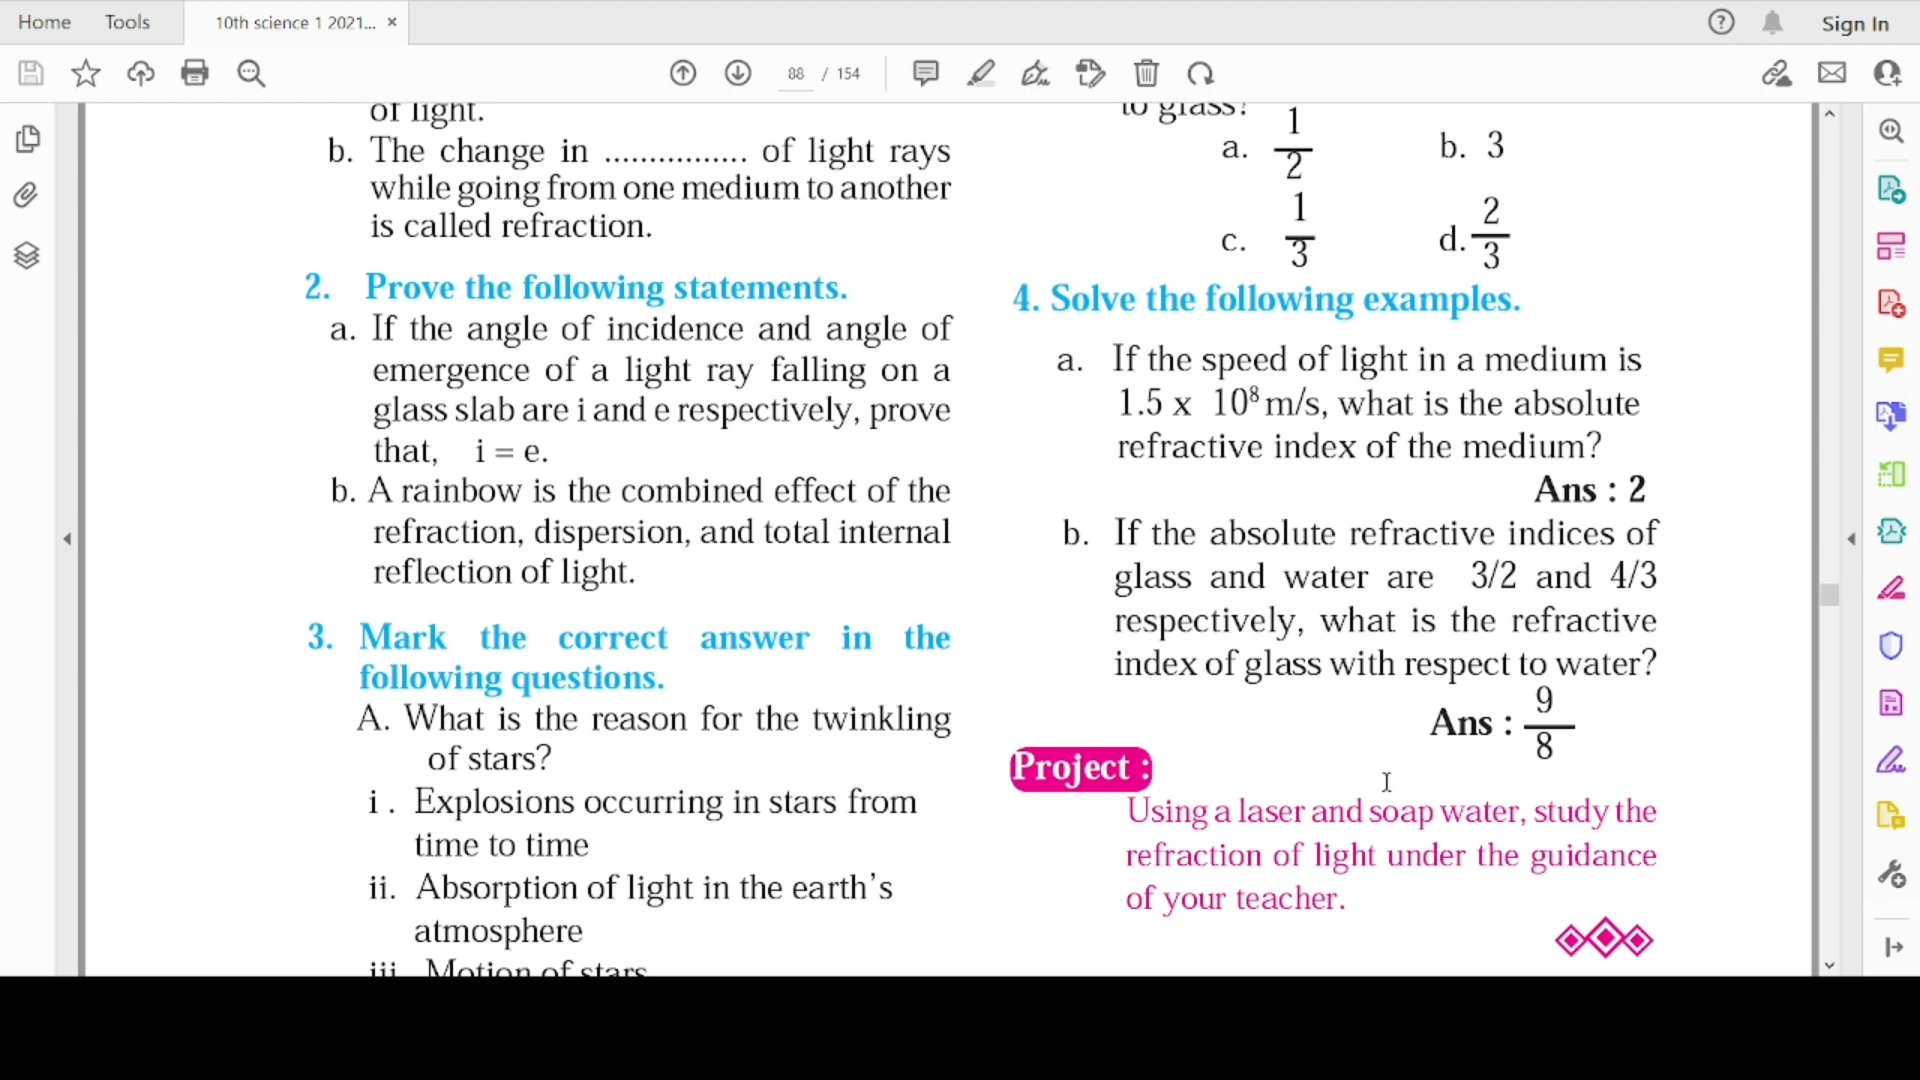 Home Tools 10th science 1 2021... × Sign In
88 / 154
of light.
b. The change in ................ of light rays
while going from one medium to another
is called refraction.
2. Prove the following statements.
a. If the angle of incidence and angle of
emergence of a light ray falling on a
glass slab are i and e respectively, prove
that, i = e.
b. A rainbow is the combined effect of the
refraction, dispersion, and total internal
reflection of light.
3. Mark the correct answer in the
following questions.
A. What is the reason for the twinkling
of stars?
i . Explosions occurring in stars from
time to time
ii. Absorption of light in the earth's
atmosphere
iii. Motion of stars
to glass?
a. 1/2 b. 3
c. 1/3 d. 2/3
4. Solve the following examples.
a. If the speed of light in a medium is
1.5 x 10⁸ m/s, what is the absolute
refractive index of the medium?
Ans : 2
b. If the absolute refractive indices of
glass and water are 3/2 and 4/3
respectively, what is the refractive
index of glass with respect to water?
Ans : 9/8
Project :
Using a laser and soap water, study the
refraction of light under the guidance
of your teacher.